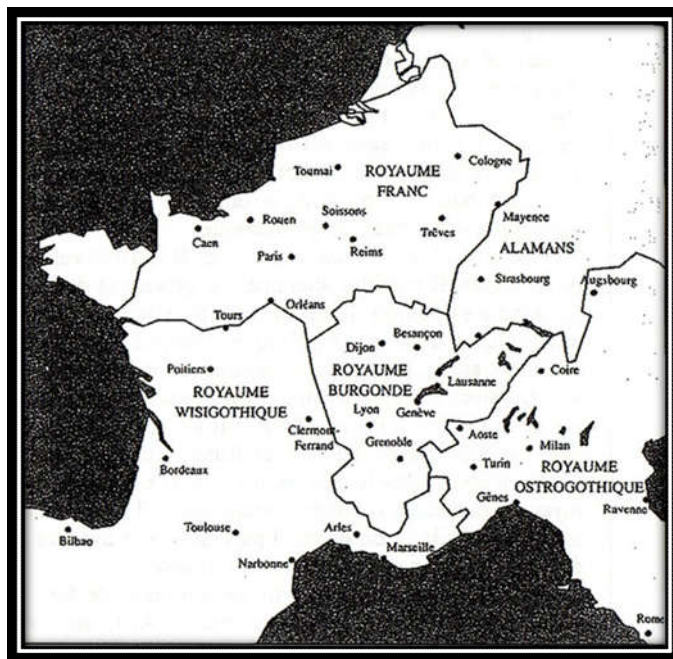 Cologne
Tournai
ROYAUME
FRANC
Mayence
Rouen
Soissons
Trèves
Caen
Reims
ALAMANS
Paris
Strasbourg
Augsbourg
Orléans
Tours
Besançon
Dijon
Poitiers
ROYAUME
BURGONDE
Lausanne
Coire
ROYAUME
WISIGOTHIQUE
Genève
Lyon
Clermont-
Ferrand
Aoste
Milan
Grenoble
Bordeaux
Turin
ROYAUME
OSTROGOTHIQUE
Gênes
Ravenne
Toulouse
Arles
Bilbao
Marseille
Narbonne
Rome